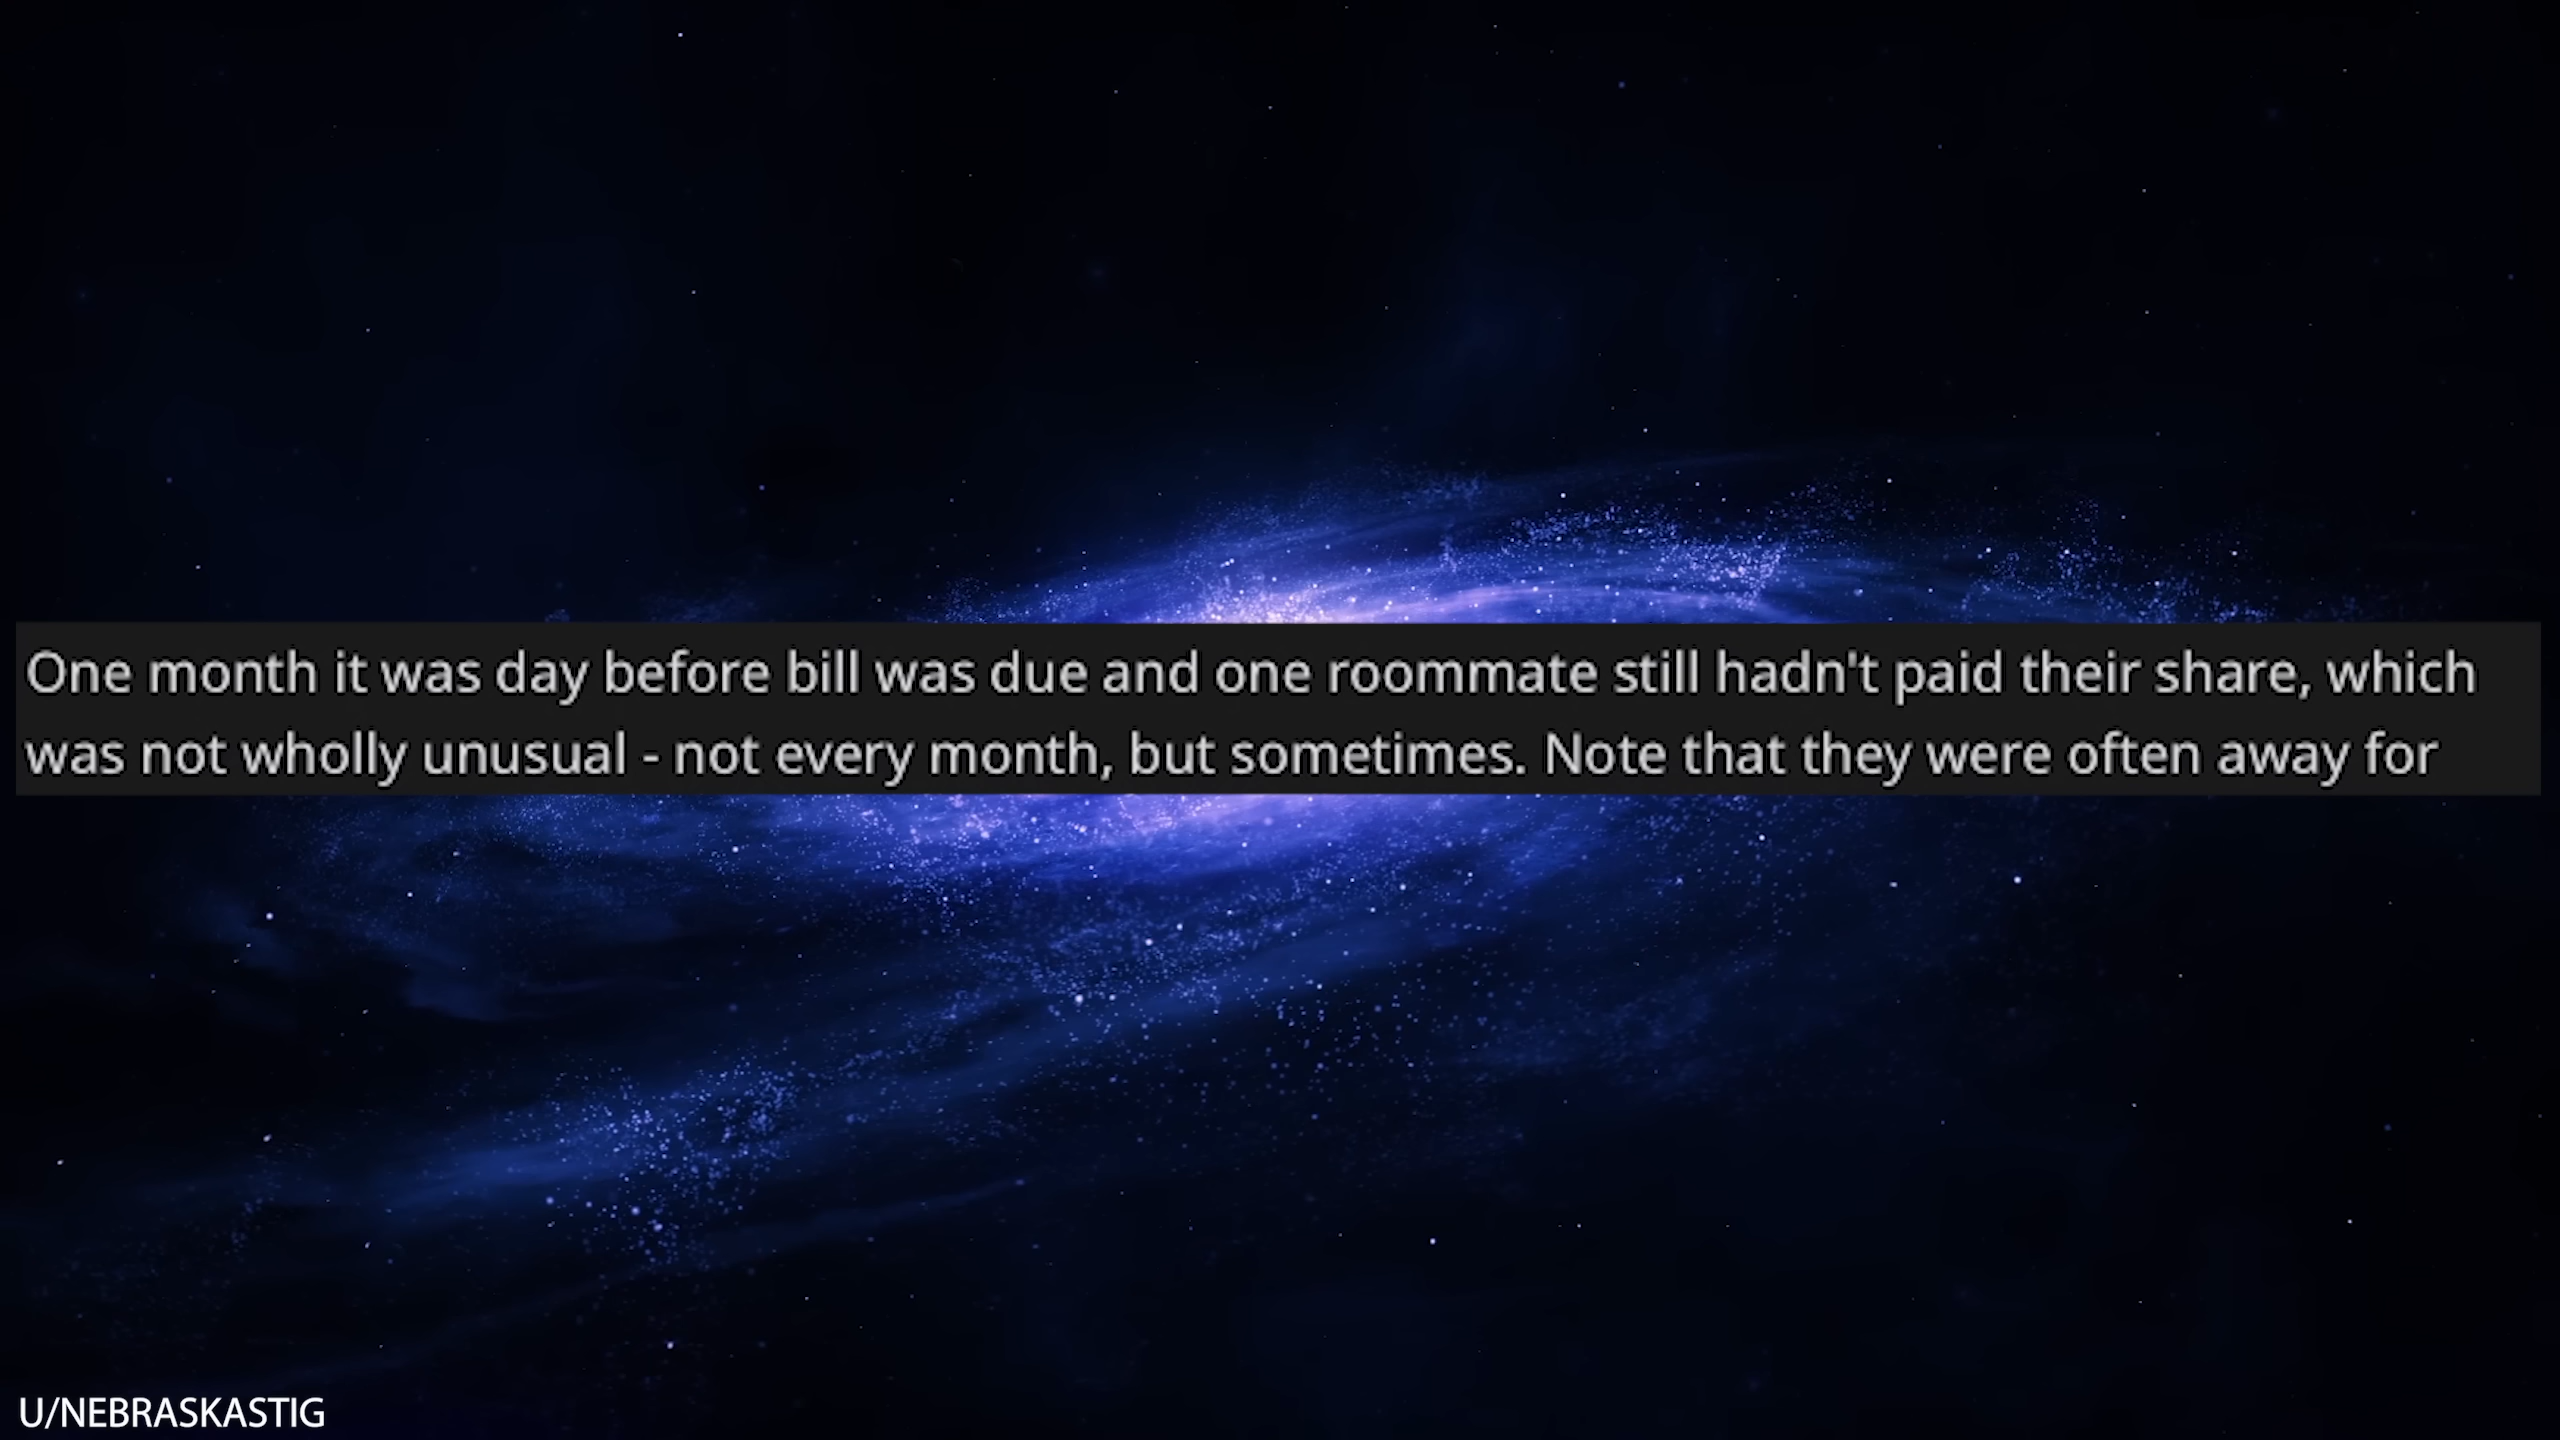 One month it was day before bill was due and one roommate still hadn't paid their share, which
was not wholly unusual - not every month, but sometimes. Note that they were often away for
U/NEBRASKASTIG